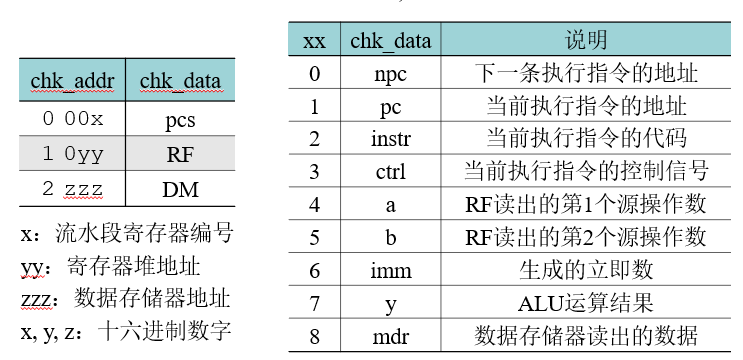 chk_addr chk_data
0 00x pcs
1 0yy RF
2 zzz DM
x：流水段寄存器编号
yy：寄存器堆地址
zzz：数据存储器地址
x, y, z：十六进制数字
xx chk_data 说明
0 npc 下一条执行指令的地址
1 pc 当前执行指令的地址
2 instr 当前执行指令的代码
3 ctrl 当前执行指令的控制信号
4 a RF读出的第1个源操作数
5 b RF读出的第2个源操作数
6 imm 生成的立即数
7 y ALU运算结果
8 mdr 数据存储器读出的数据